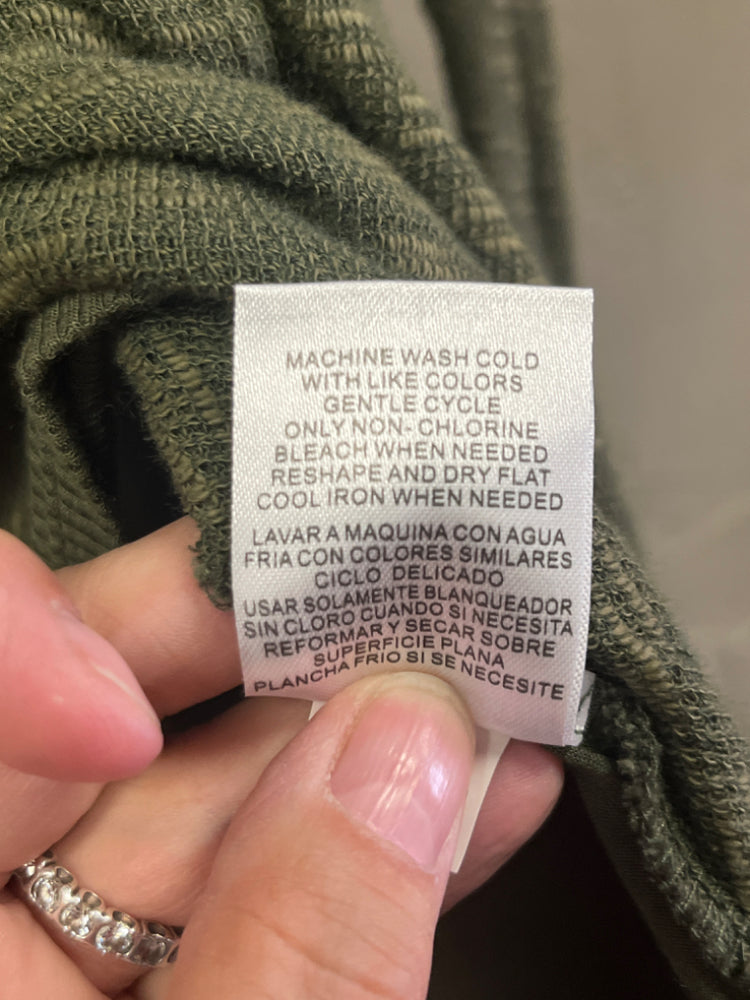 MACHINE WASH COLD
WITH LIKE COLORS
GENTLE CYCLE
ONLY NON-CHLORINE
BLEACH WHEN NEEDED
RESHAPE AND DRY FLAT
COOL IRON WHEN NEEDED
LAVAR A MAQUINA CON AGUA
FRIA CON COLORES SIMILARES
CICLO DELICADO
USAR SOLAMENTE BLANQUEADOR
SIN CLORO CUANDO SI NECESITA
REFORMAR Y SECAR SOBRE
SUPERFICIE PLANA
PLANCHA FRIO SI SE NECESITE